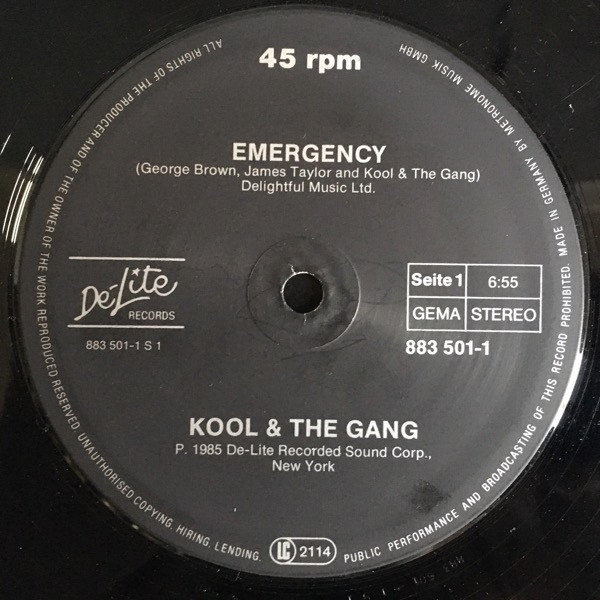 45 rpm
EMERGENCY
(George Brown, James Taylor and Kool & The Gang)
Delightful Music Ltd.
De-Lite
RECORDS
883 501-1 S 1
Seite 1 6:55
GEMA STEREO
883 501-1
KOOL & THE GANG
P. 1985 De-Lite Recorded Sound Corp.,
New York
LC 2114
ALL RIGHTS OF THE PRODUCER AND OF THE OWNER OF THE WORK REPRODUCED RESERVED UNAUTHORISED COPYING, HIRING, LENDING, PUBLIC PERFORMANCE AND BROADCASTING OF THIS RECORD PROHIBITED. MADE IN GERMANY BY METRONOME MUSIK GMBH